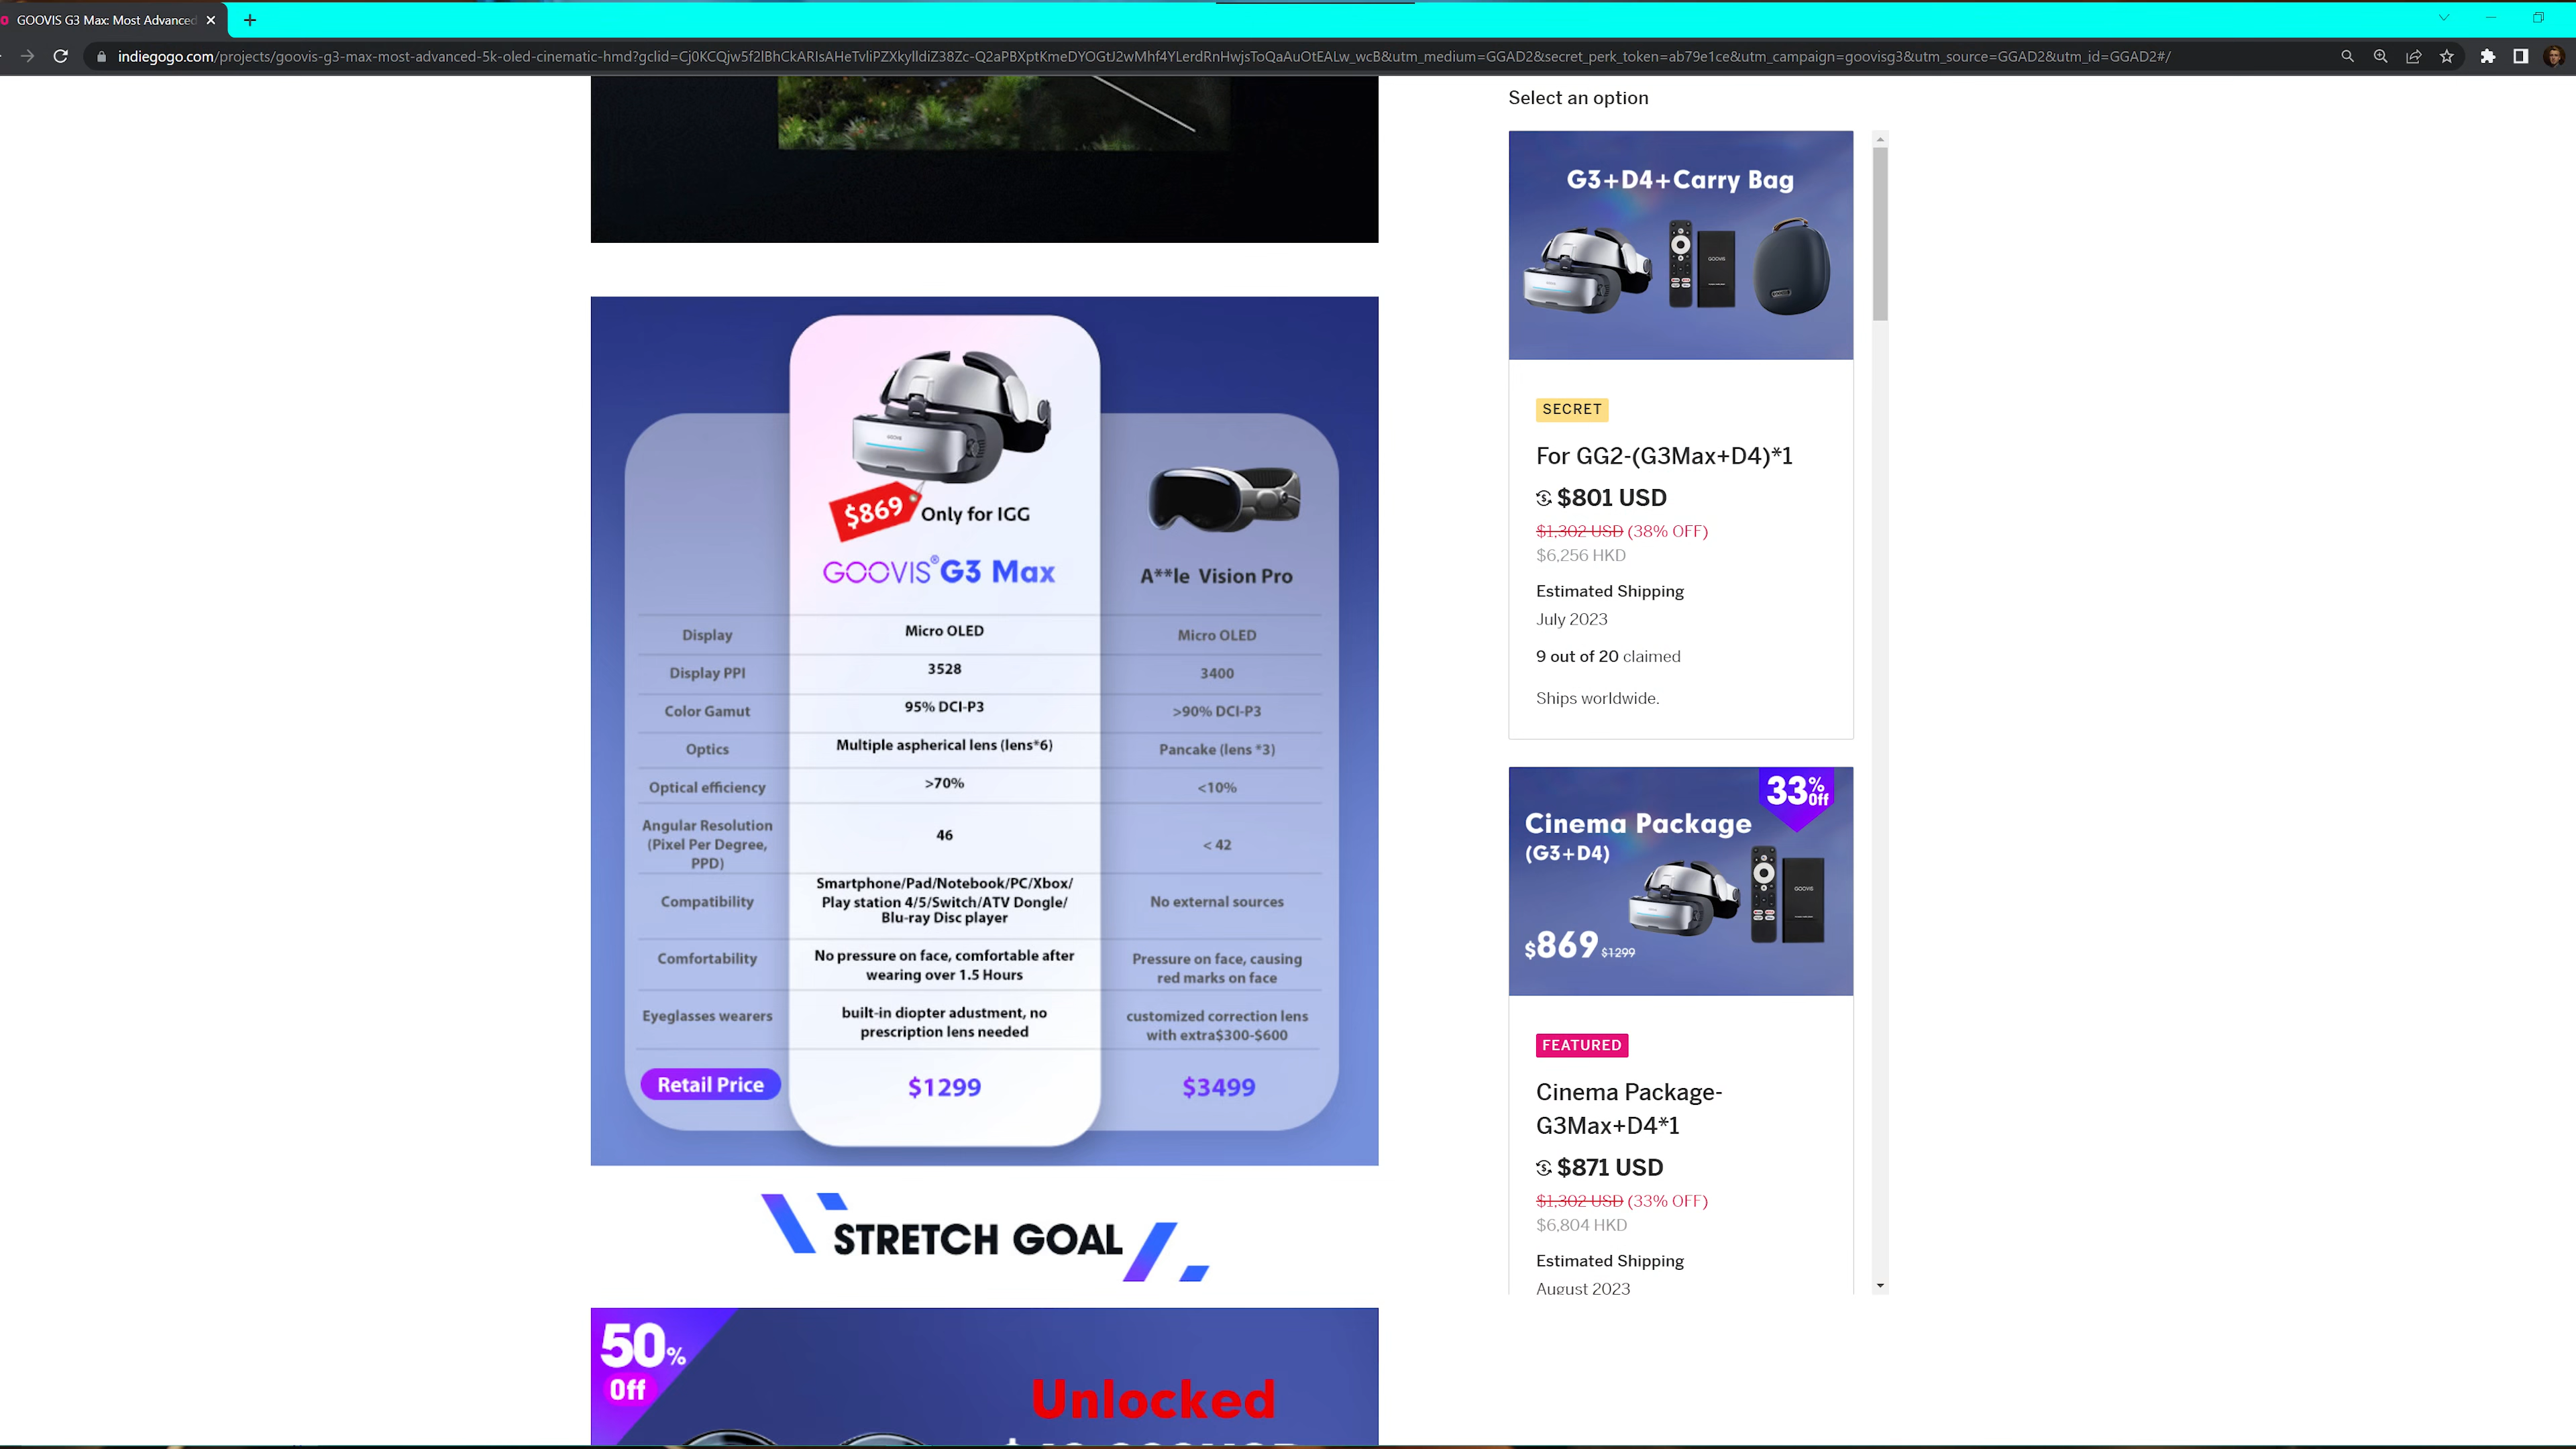 GOOVIS G3 Max: Most Advanced
indiegogo.com/projects/goovis-g3-max-most-advanced-5k-oled-cinematic-hmd?gclid=Cj0KCQjw5f2lBhCkARIsAHeTvliPZXkylldiZ38Zc-Q2aPBXptKmeDYOGtJ2wMhf4YLerdRnHwjsToQaAuOtEALw_wcB&utm_medium=GGAD2&secret_perk_token=ab79e1ce&utm_campaign=goovisg3&utm_source=GGAD2&utm_id=GGAD2#/
$869 Only for IGG
GOOVIS® G3 Max
A**le Vision Pro
Display Micro OLED Micro OLED
Display PPI 3528 3400
Color Gamut 95% DCI-P3 >90% DCI-P3
Optics Multiple aspherical lens (lens*6) Pancake (lens *3)
Optical efficiency >70% <10%
Angular Resolution
(Pixel Per Degree,
PPD)
46
< 42
Compatibility
Smartphone/Pad/Notebook/PC/Xbox/
Play station 4/5/Switch/ATV Dongle/
Blu-ray Disc player
No external sources
Comfortability
No pressure on face, comfortable after
wearing over 1.5 Hours
Pressure on face, causing
red marks on face
Eyeglasses wearers
built-in diopter adustment, no
prescription lens needed
customized correction lens
with extra$300-$600
Retail Price $1299 $3499
STRETCH GOAL
50%
Off
Unlocked
Select an option
G3+D4+Carry Bag
GOOVIS
SECRET
For GG2-(G3Max+D4)*1
$801 USD
$1,302 USD (38% OFF)
$6,256 HKD
Estimated Shipping
July 2023
9 out of 20 claimed
Ships worldwide.
33%
Off
Cinema Package
(G3+D4)
GOOVIS
$869 $1299
FEATURED
Cinema Package-
G3Max+D4*1
$871 USD
$1,302 USD (33% OFF)
$6,804 HKD
Estimated Shipping
August 2023